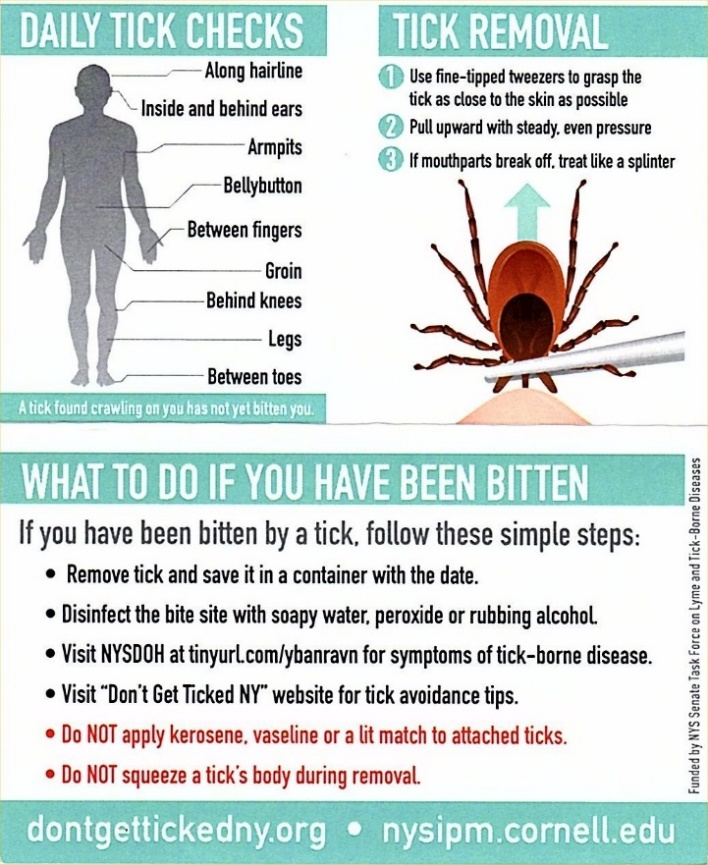 DAILY TICK CHECKS
Along hairline
Inside and behind ears
Armpits
Bellybutton
Between fingers
Groin
Behind knees
Legs
Between toes
A tick found crawling on you has not yet bitten you.
TICK REMOVAL
1 Use fine-tipped tweezers to grasp the
tick as close to the skin as possible
2 Pull upward with steady, even pressure
3 If mouthparts break off, treat like a splinter
WHAT TO DO IF YOU HAVE BEEN BITTEN
If you have been bitten by a tick, follow these simple steps:
• Remove tick and save it in a container with the date.
• Disinfect the bite site with soapy water, peroxide or rubbing alcohol.
• Visit NYSDOH at tinyurl.com/ybanravn for symptoms of tick-borne disease.
• Visit “Don't Get Ticked NY” website for tick avoidance tips.
• Do NOT apply kerosene, vaseline or a lit match to attached ticks.
• Do NOT squeeze a tick's body during removal.
Funded by NYS Senate Task Force on Lyme and Tick-Borne Diseases
dontgettickedny.org • nysipm.cornell.edu